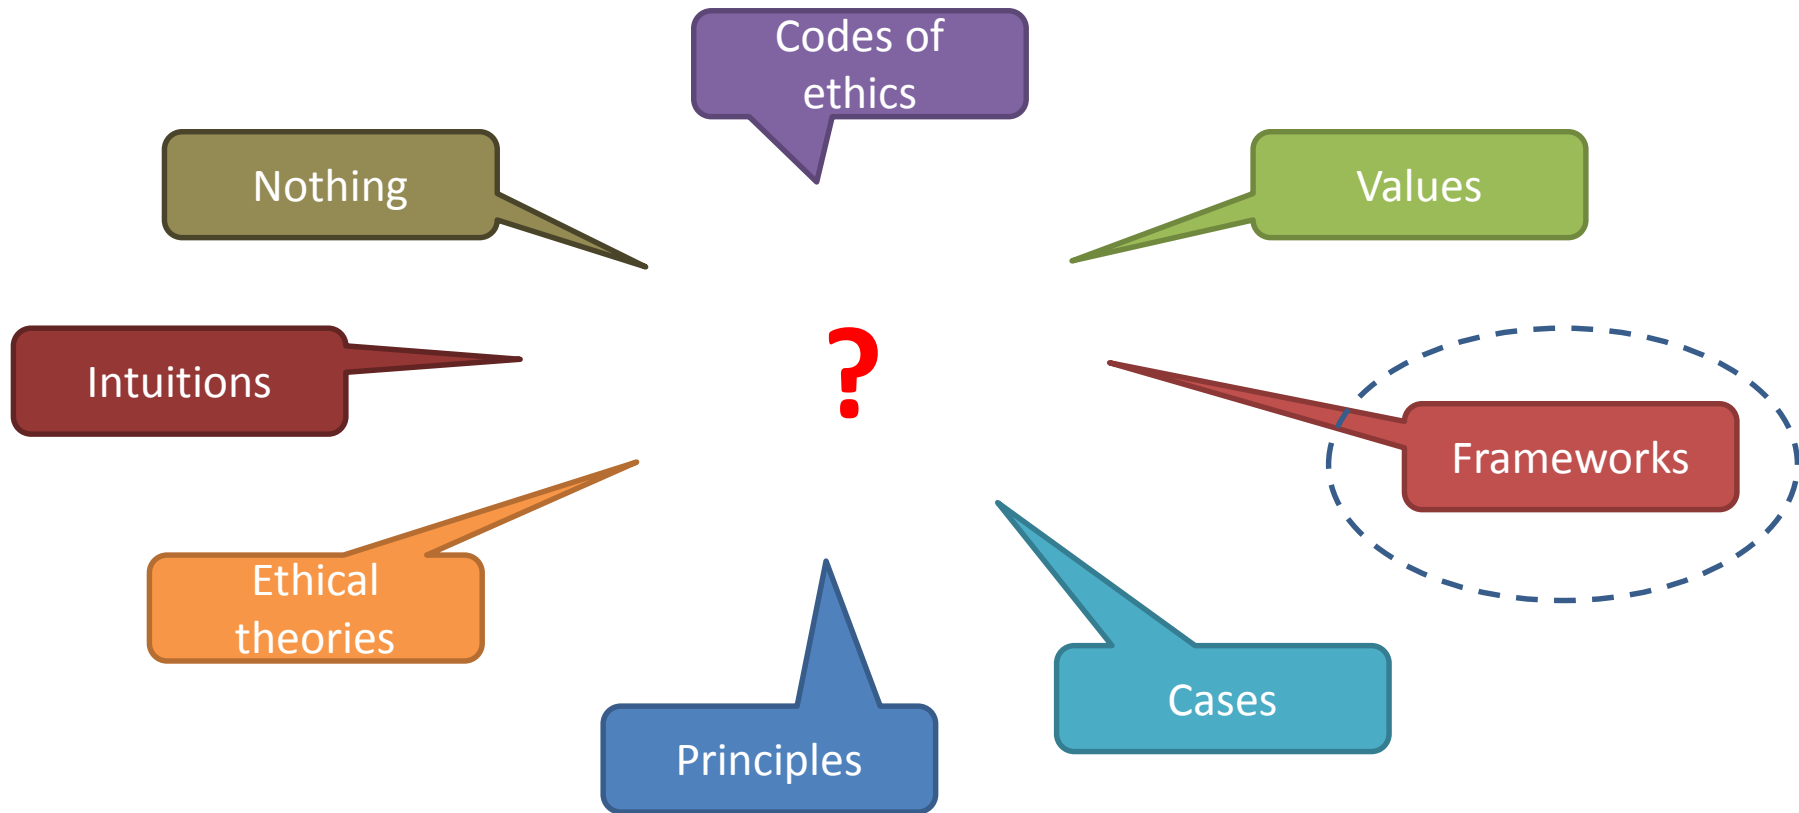 Codes of
ethics
Nothing
Values
Intuitions
?
Frameworks
Ethical
theories
Cases
Principles